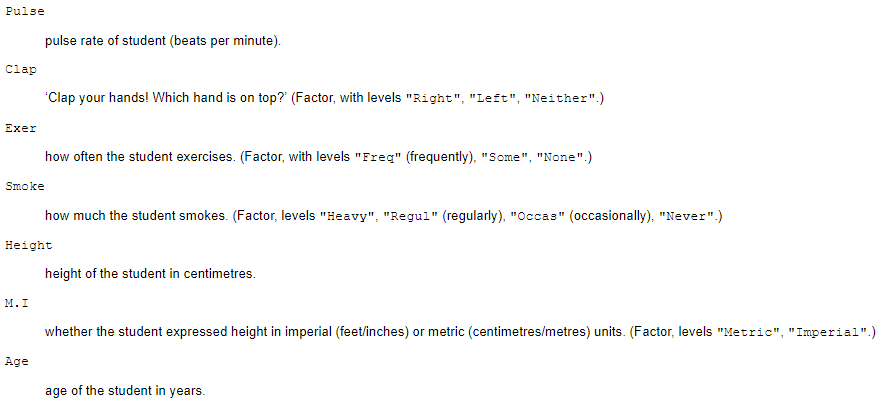 Pulse
pulse rate of student (beats per minute).
Clap
‘Clap your hands! Which hand is on top?’ (Factor, with levels "Right", "Left", "Neither".)
Exer
how often the student exercises. (Factor, with levels "Freq" (frequently), "Some", "None".)
Smoke
how much the student smokes. (Factor, levels "Heavy", "Regul" (regularly), "Occas" (occasionally), "Never".)
Height
height of the student in centimetres.
M.I
whether the student expressed height in imperial (feet/inches) or metric (centimetres/metres) units. (Factor, levels "Metric", "Imperial".)
Age
age of the student in years.